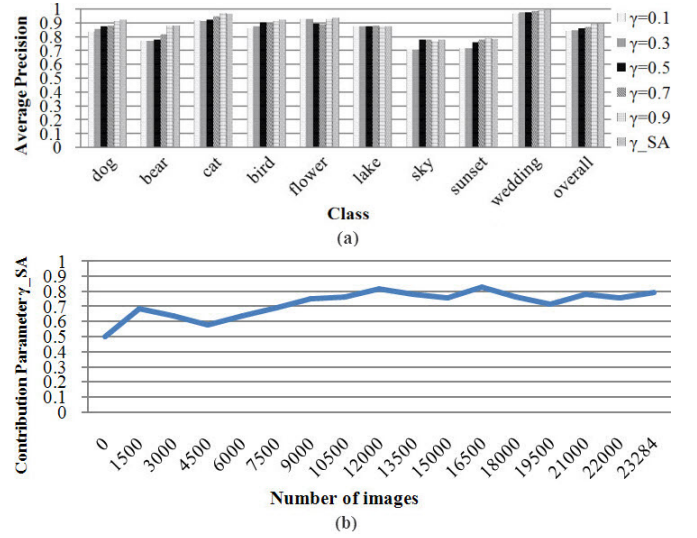 Average Precision
1
0.9
0.8
0.7
0.6
0.5
0.4
0.3
0.2
0.1
0
dog
bear
cat
bird
flower
lake
sky
sunset
wedding
overall
Class
γ=0.1
γ=0.3
γ=0.5
γ=0.7
γ=0.9
γ_SA
(a)
Contribution Parameter γ_SA
1
0.9
0.8
0.7
0.6
0.5
0.4
0.3
0.2
0.1
0
0
1500
3000
4500
6000
7500
9000
10500
12000
13500
15000
16500
18000
19500
21000
22000
23284
Number of images
(b)